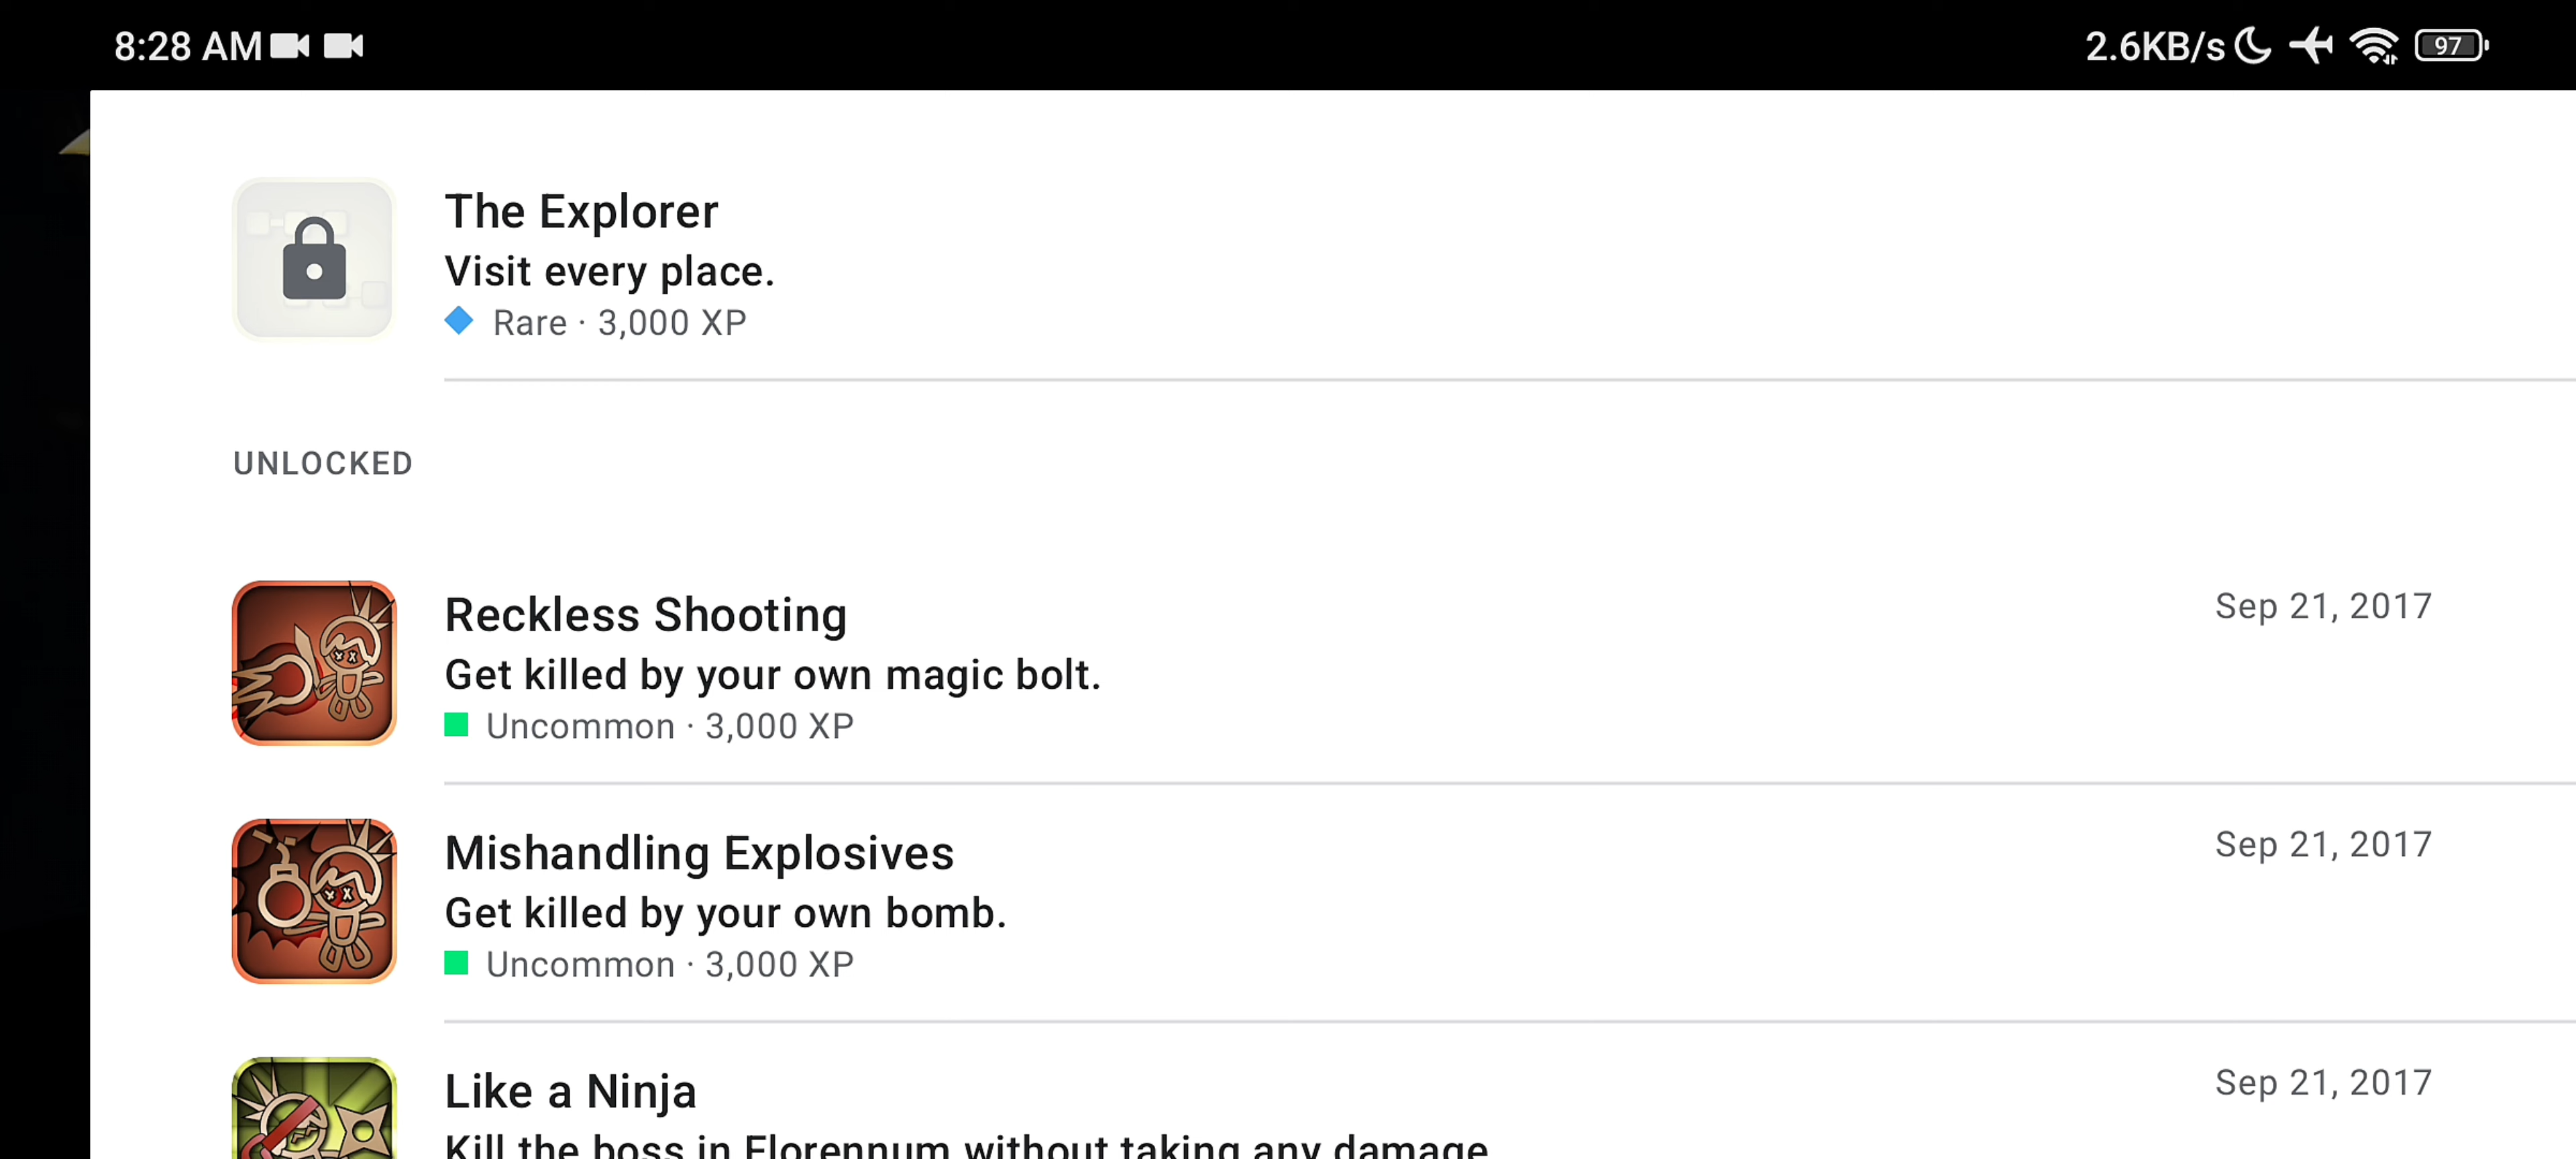 8:28 AM
2.6KB/s
97
The Explorer
Visit every place.
Rare · 3,000 XP
UNLOCKED
Reckless Shooting
Sep 21, 2017
Get killed by your own magic bolt.
Uncommon · 3,000 XP
Mishandling Explosives
Sep 21, 2017
Get killed by your own bomb.
Uncommon · 3,000 XP
Like a Ninja
Sep 21, 2017
Kill the boss in Florennum without taking any damage